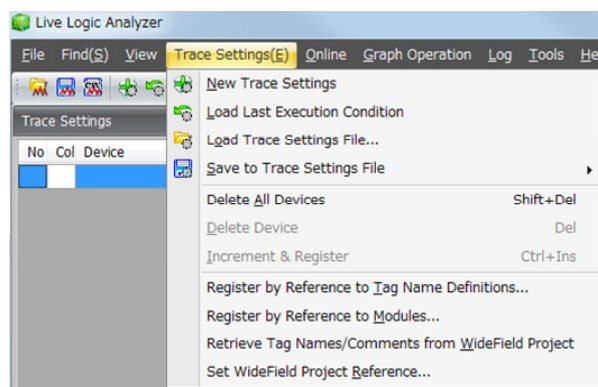 Live Logic Analyzer
File Find(S) View Trace Settings(E) Online Graph Operation Log Tools
New Trace Settings
Trace Settings
Load Last Execution Condition
No Col Device
Load Trace Settings File...
Save to Trace Settings File
Delete All Devices Shift+Del
Delete Device Del
Increment & Register Ctrl+Ins
Register by Reference to Tag Name Definitions...
Register by Reference to Modules...
Retrieve Tag Names/Comments from WideField Project
Set WideField Project Reference...